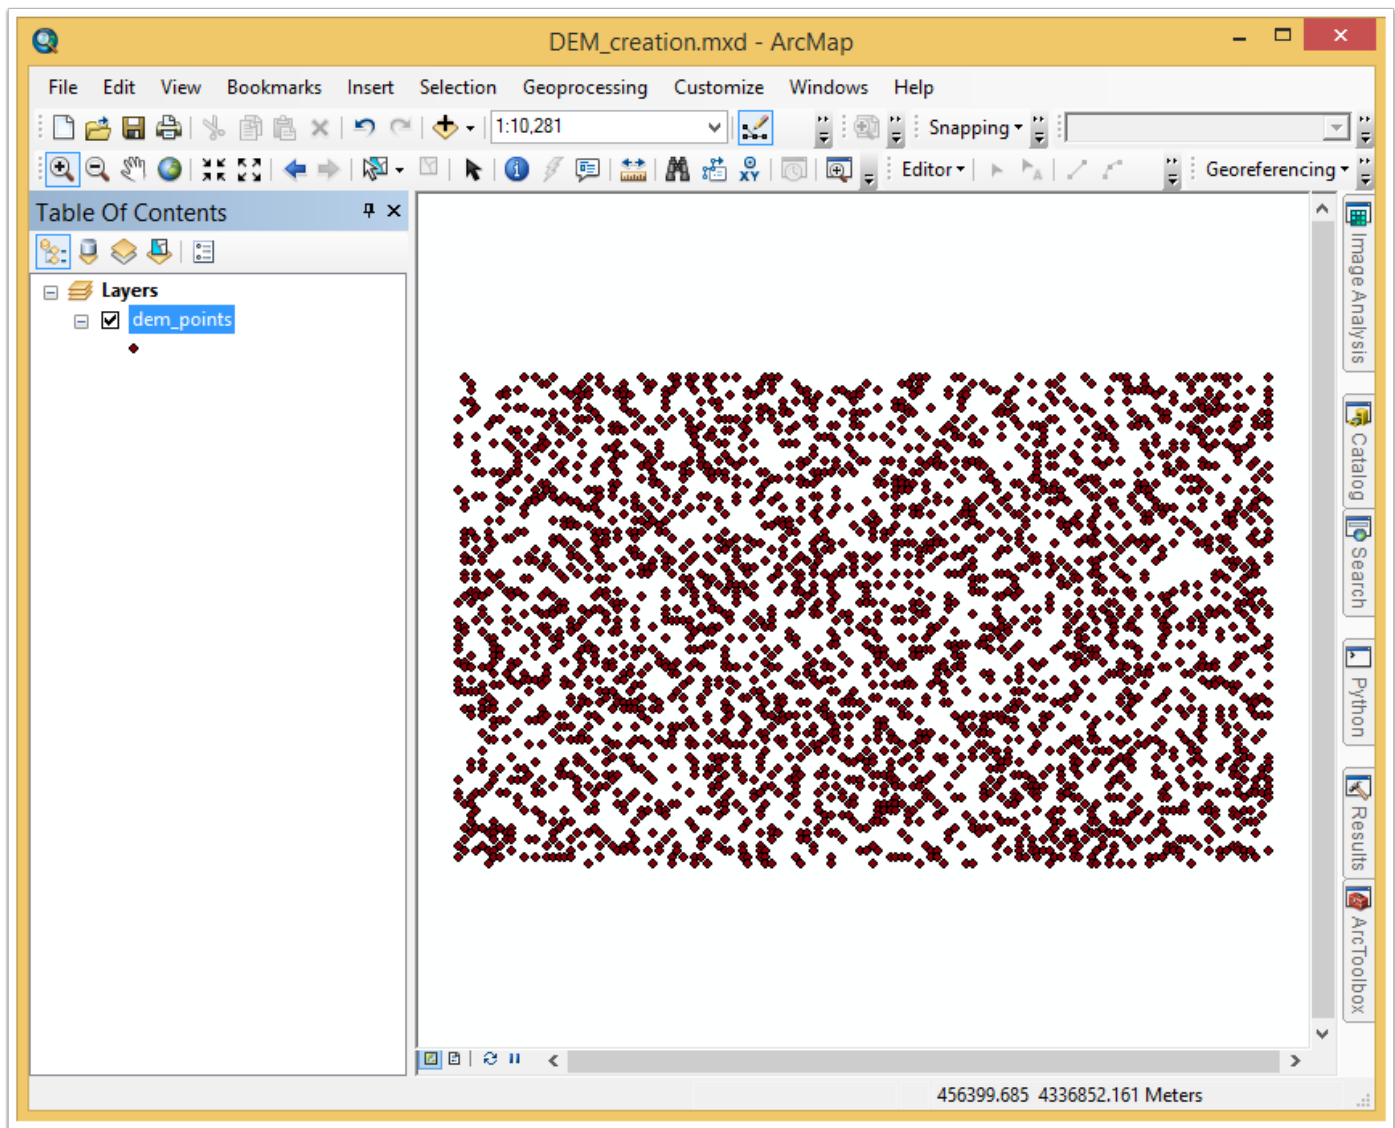 DEM_creation.mxd - ArcMap
File Edit View Bookmarks Insert Selection Geoprocessing Customize Windows Help
1:10,281 Snapping
Editor Georeferencing
Table Of Contents
Layers
dem_points
Image Analysis
Catalog
Search
Python
Results
ArcToolbox
456399.685 4336852.161 Meters